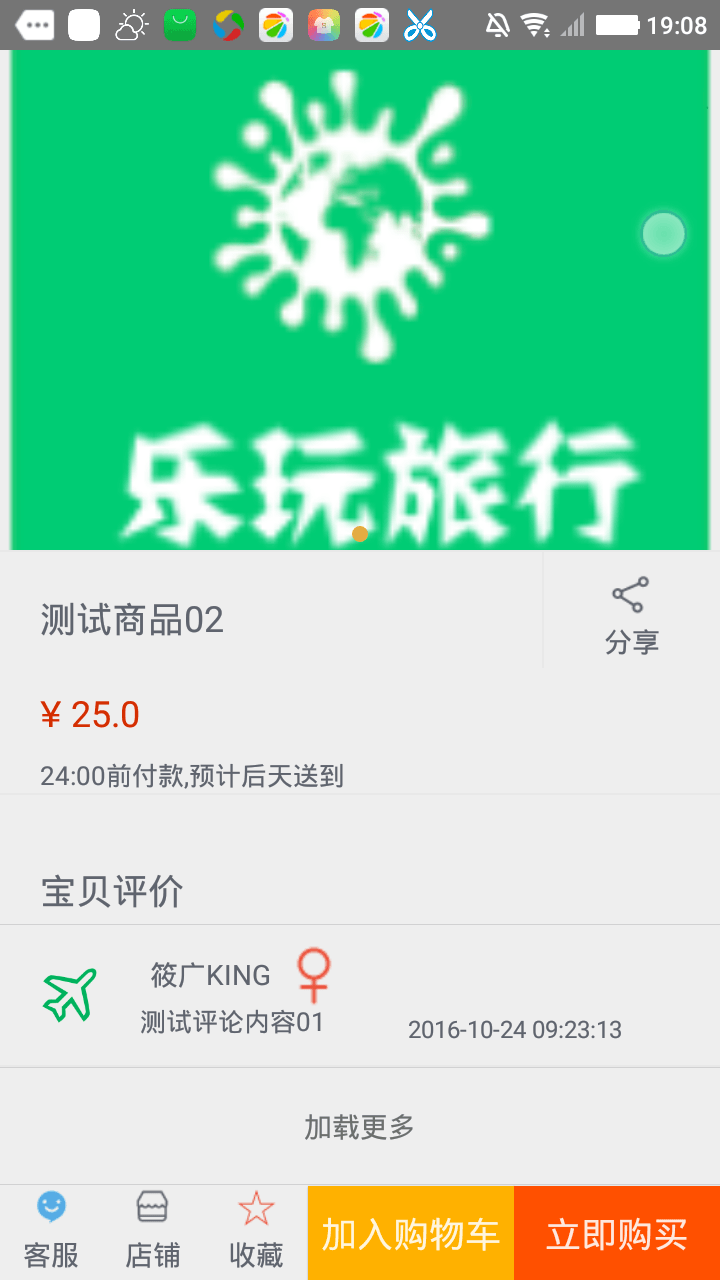 19:08
乐玩旅行
测试商品02
分享
¥ 25.0
24:00前付款,预计后天送到
宝贝评价
筱广KING
测试评论内容01
2016-10-24 09:23:13
加载更多
客服
店铺
收藏
加入购物车
立即购买